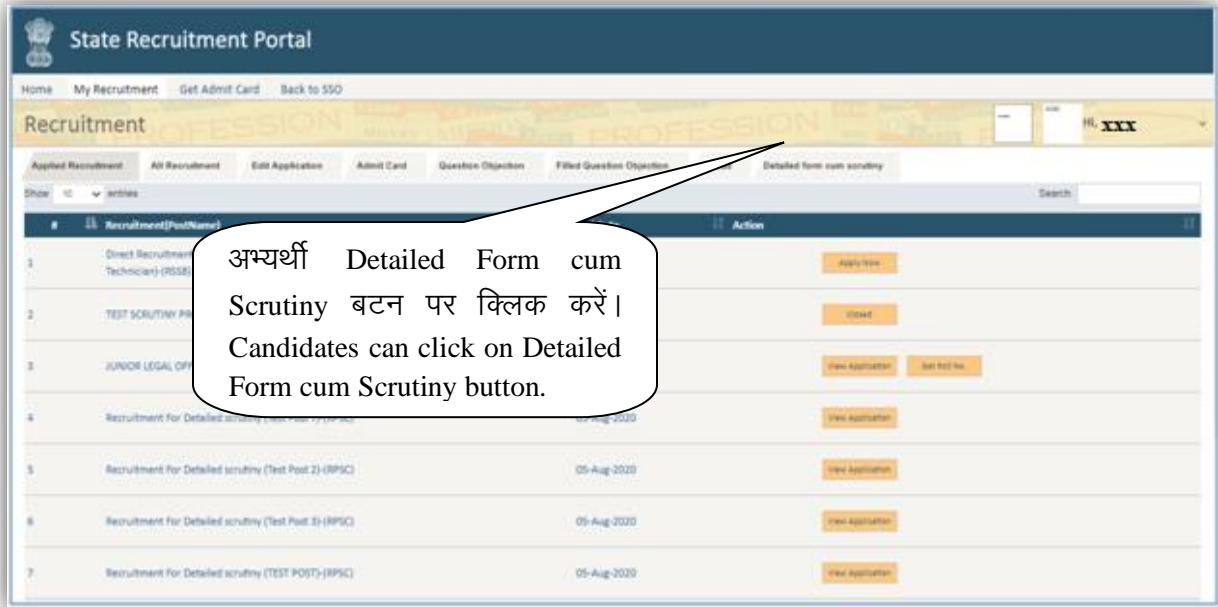 State Recruitment Portal
Home My Recruitment Get Admit Card Back to SSO
Recruitment
Hi, xxx
Applied Recruitment All Recruitment Edit Application Admit Card Question Objection Filled Question Objection Detailed form cum scrutiny
Show 10 entries
Search
# Recruitment(PostName) Action
1 Direct Recruitment Apply Now
Technician)-(RSSB)
2 TEST SCRUTINY Closed
3 JUNIOR LEGAL View Application Get Roll No.
अभ्यर्थी Detailed Form cum
Scrutiny बटन पर क्लिक करें।
Candidates can click on Detailed
Form cum Scrutiny button.
4 Recruitment For Detailed scrutiny (Test Post 1)-(RPSC) 05-Aug-2020 View Application
5 Recruitment For Detailed scrutiny (Test Post 2)-(RPSC) 05-Aug-2020 View Application
6 Recruitment For Detailed scrutiny (Test Post 3)-(RPSC) 05-Aug-2020 View Application
7 Recruitment For Detailed scrutiny (TEST POST)-(RPSC) 05-Aug-2020 View Application